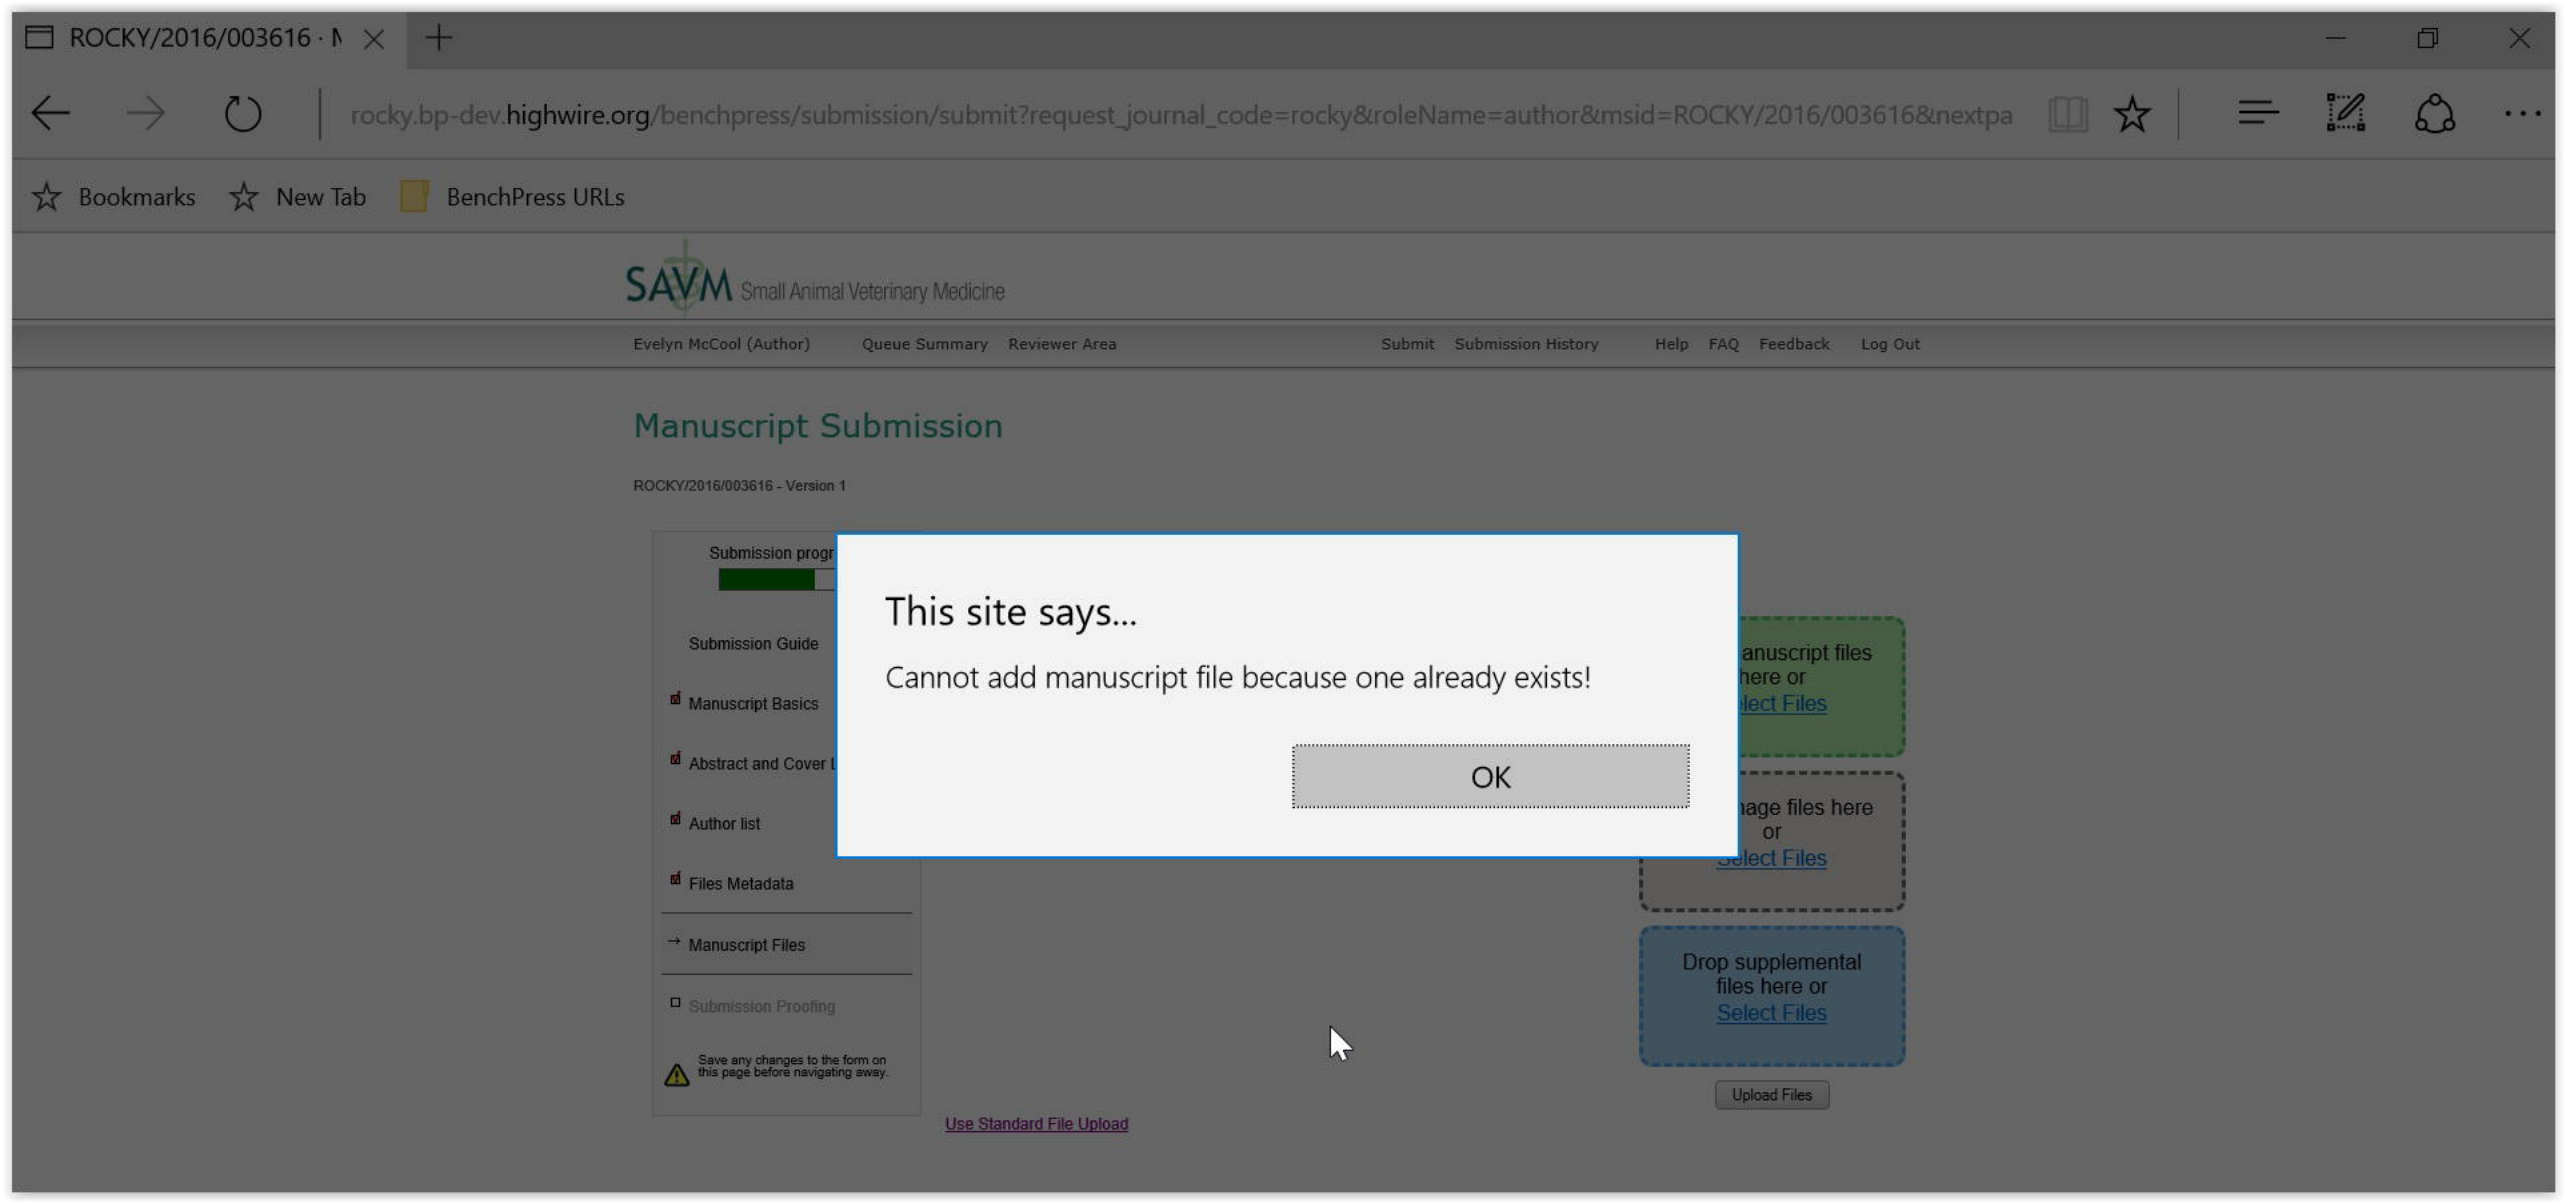 ROCKY/2016/003616 ·
rocky.bp-dev.highwire.org/benchpress/submission/submit?request_journal_code=rocky&roleName=author&msid=ROCKY/2016/003616&nextpa
Bookmarks New Tab BenchPress URLs
SAVM Small Animal Veterinary Medicine
Evelyn McCool (Author) Queue Summary Reviewer Area Submit Submission History Help FAQ Feedback Log Out
Manuscript Submission
ROCKY/2016/003616 - Version 1
Submission progr
Submission Guide
Manuscript Basics
Abstract and Cover L
Author list
Files Metadata
Manuscript Files
Submission Proofing
Save any changes to the form on
this page before navigating away.
This site says...
Cannot add manuscript file because one already exists!
OK
anuscript files
here or
lect Files
age files here
or
Select Files
Drop supplemental
files here or
Select Files
Upload Files
Use Standard File Upload